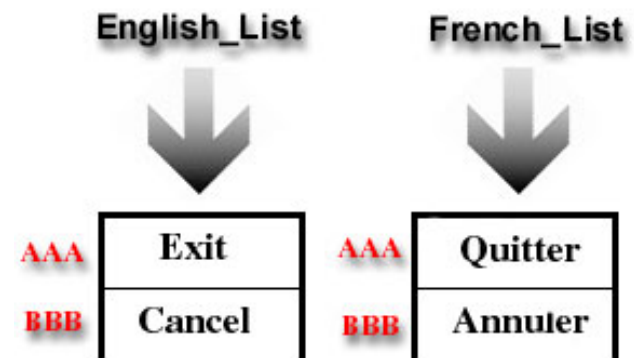 English_List French_List
AAA Exit AAA Quitter
BBB Cancel BBB Annuler